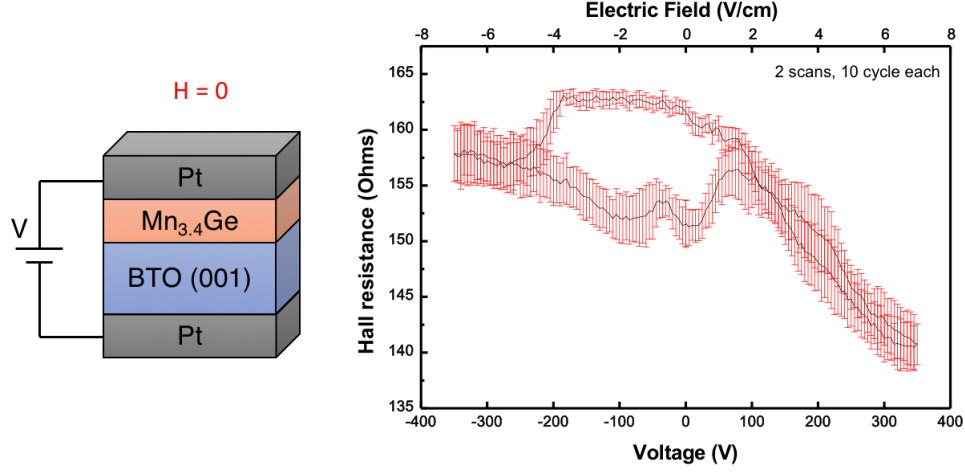 H = 0
Pt
Mn3.4Ge
BTO (001)
Pt
V
Electric Field (V/cm)
-8 -6 -4 -2 0 2 4 6 8
2 scans, 10 cycle each
Hall resistance (Ohms)
165
160
155
150
145
140
135
-400 -300 -200 -100 0 100 200 300 400
Voltage (V)